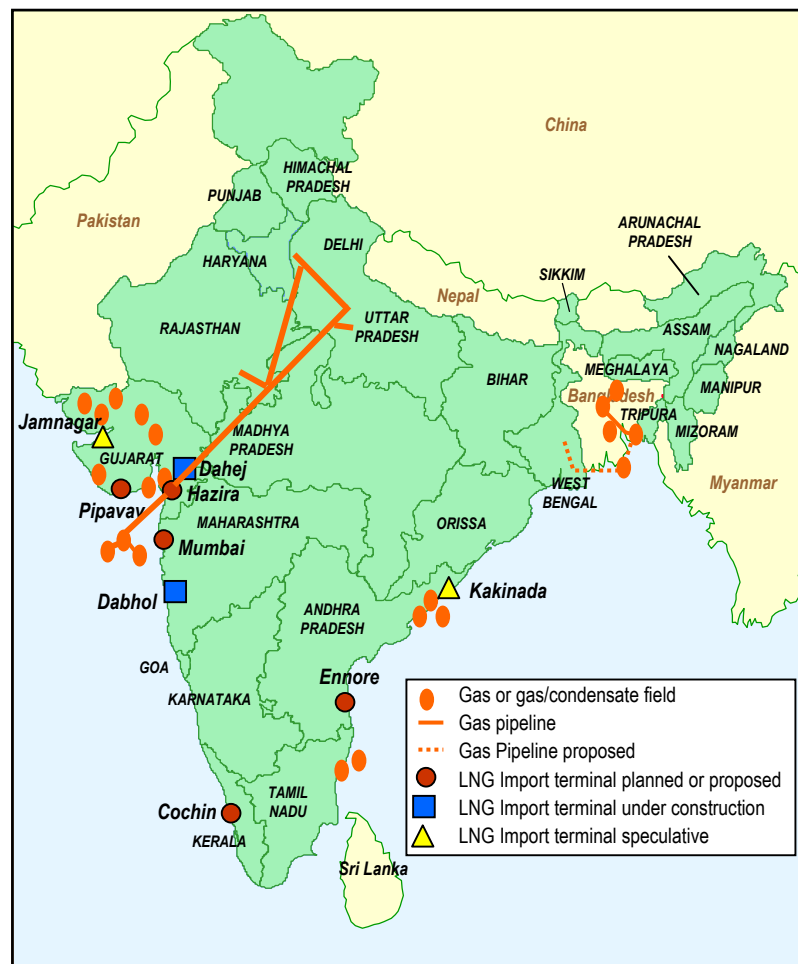 China
HIMACHAL
PRADESH
PUNJAB
Pakistan
ARUNACHAL
PRADESH
DELHI
HARYANA
SIKKIM
Nepal
RAJASTHAN
UTTAR
PRADESH
ASSAM
NAGALAND
BIHAR
MEGHALAYA
MANIPUR
Bangladesh
TRIPURA
Jamnagar
MADHYA
PRADESH
MIZORAM
GUJARAT
Dahej
WEST
BENGAL
Myanmar
Pipavav
Hazira
MAHARASHTRA
ORISSA
Mumbai
Dabhol
Kakinada
ANDHRA
PRADESH
GOA
Ennore
KARNATAKA
Gas or gas/condensate field
Gas pipeline
Gas Pipeline proposed
LNG Import terminal planned or proposed
LNG Import terminal under construction
LNG Import terminal speculative
TAMIL
NADU
Cochin
KERALA
Sri Lanka